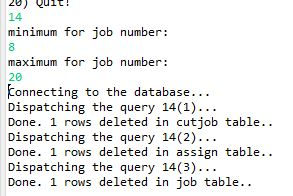 20) Quit!
14
minimum for job number:
8
maximum for job number:
20
Connecting to the database...
Dispatching the query 14(1)...
Done. 1 rows deleted in cutjob table..
Dispatching the query 14(2)...
Done. 1 rows deleted in assign table..
Dispatching the query 14(3)...
Done. 1 rows deleted in job table..